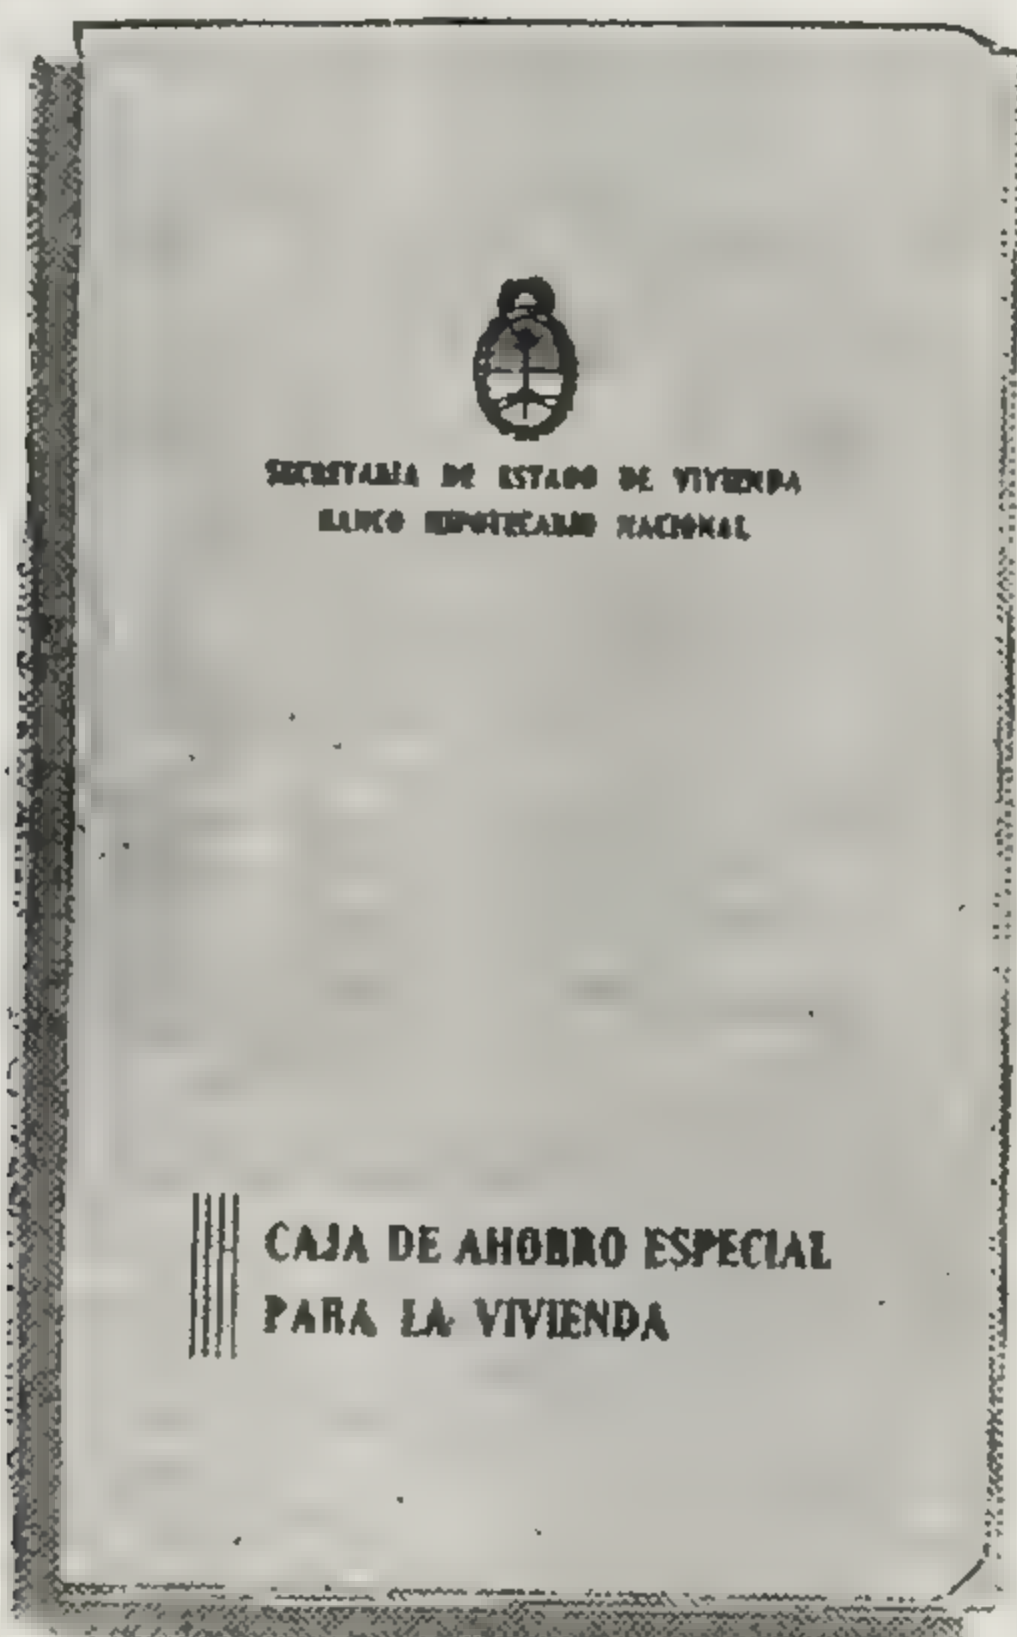 SECRETARIA DE ESTADO DE VIVIENDA
BANCO HIPOTECARIO NACIONAL
CAJA DE AHORRO ESPECIAL
PARA LA VIVIENDA